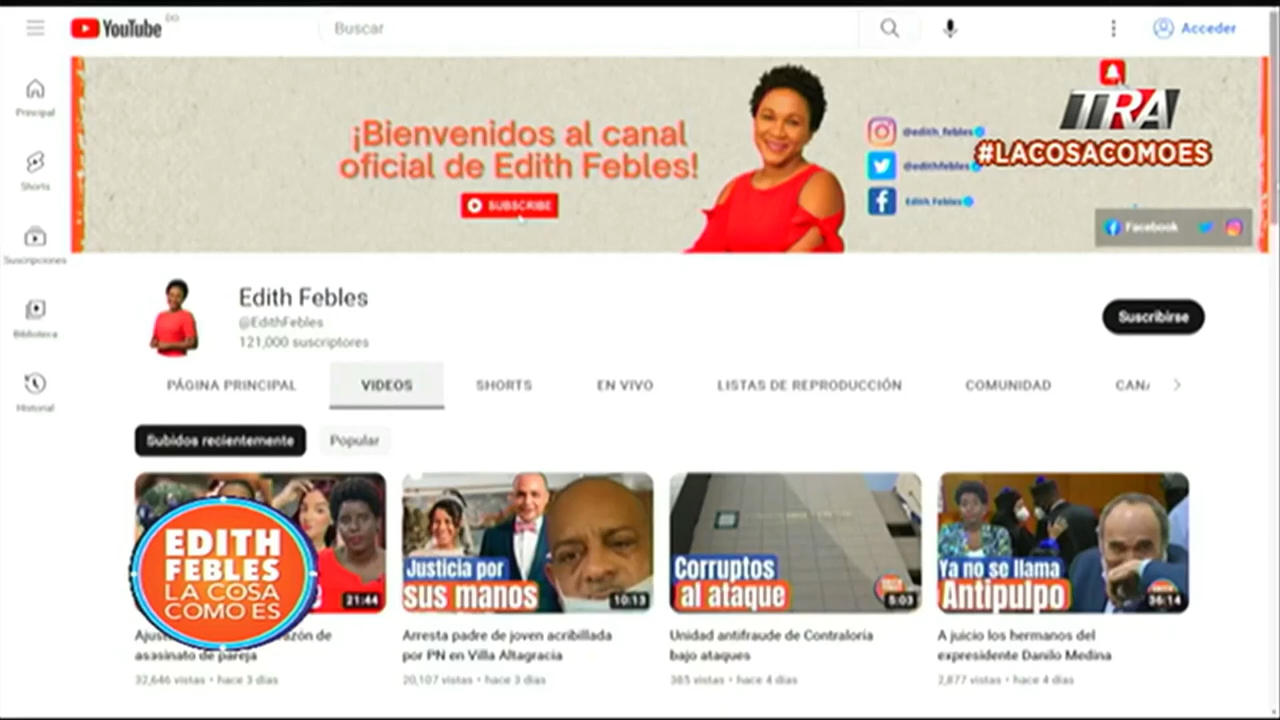 YouTube
DO
Buscar
Acceder
Principal
Shorts
Suscripciones
Biblioteca
Historial
¡Bienvenidos al canal
oficial de Edith Febles!
SUBSCRIBE
@edith_febles
@edithfebles
Edith Febles
TRA
#LACOSACOMOES
Facebook
Edith Febles
@EdithFebles
121,000 suscriptores
Suscribirse
PÁGINA PRINCIPAL
VIDEOS
SHORTS
EN VIVO
LISTAS DE REPRODUCCIÓN
COMUNIDAD
CANA
Subidos recientemente
Popular
EDITH
FEBLES
LA COSA
COMO ES
21:44
Justicia por
sus manos
10:13
Corruptos
al ataque
5:03
Ya no se llama
Antipulpo
36:14
asesinato de pareja
32,646 vistas • hace 3 días
Arresta padre de joven acribillada
por PN en Villa Altagracia
20,107 vistas • hace 3 días
Unidad antifraude de Contraloría
bajo ataques
385 vistas • hace 4 días
A juicio los hermanos del
expresidente Danilo Medina
2,877 vistas • hace 4 días